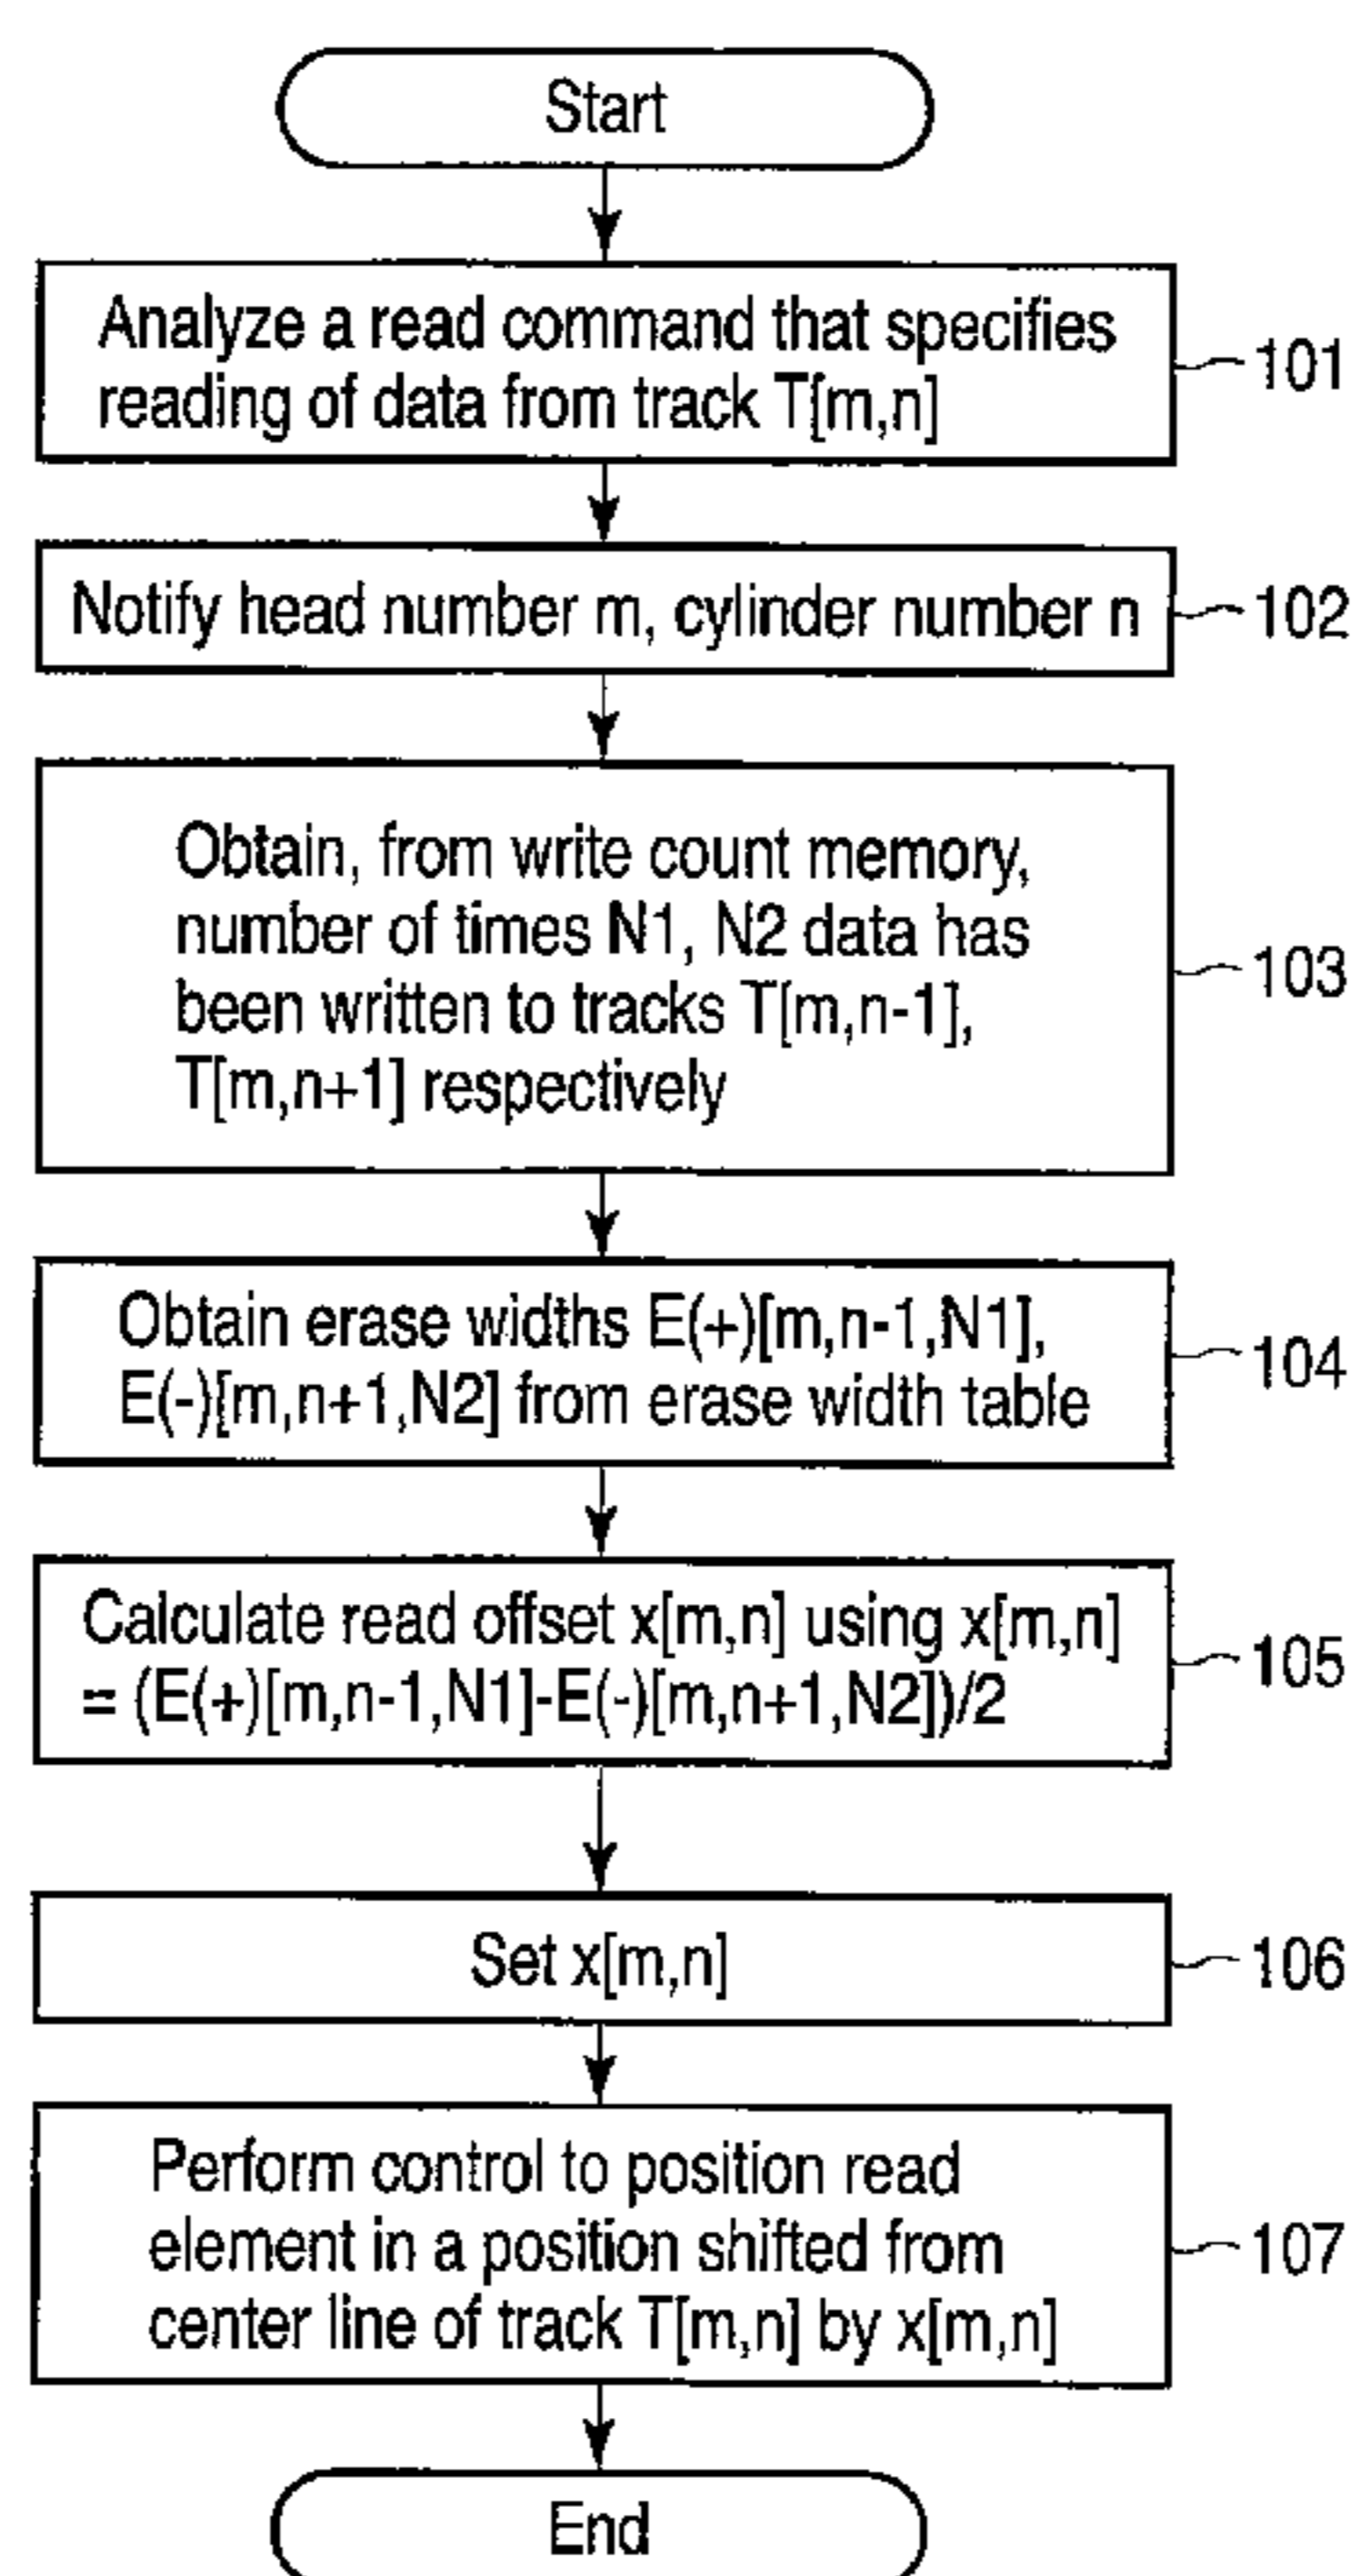 Start
Analyze a read command that specifies
reading of data from track T[m,n]
101
Notify head number m, cylinder number n
102
Obtain, from write count memory,
number of times N1, N2 data has
been written to tracks T[m,n-1],
T[m,n+1] respectively
103
Obtain erase widths E(+)[m,n-1,N1],
E(-)[m,n+1,N2] from erase width table
104
Calculate read offset x[m,n] using x[m,n]
= (E(+)[m,n-1,N1]-E(-)[m,n+1,N2])/2
105
Set x[m,n]
106
Perform control to position read
element in a position shifted from
center line of track T[m,n] by x[m,n]
107
End